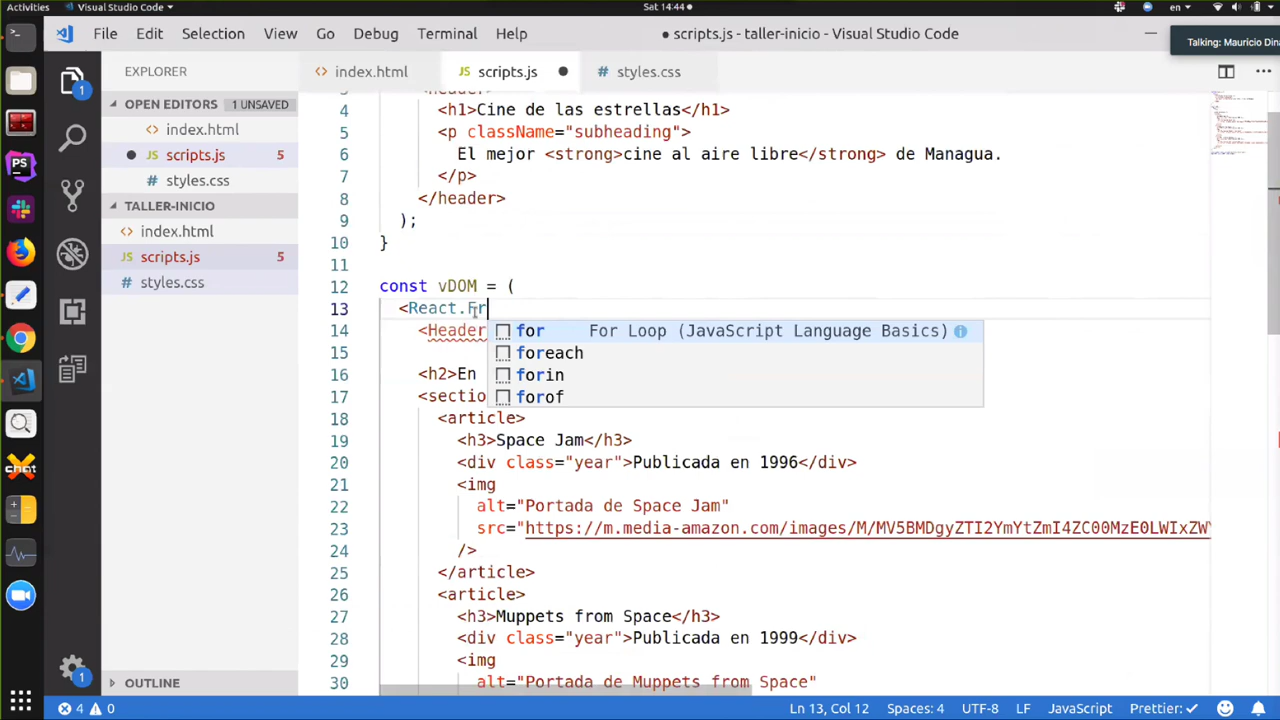 Activities Visual Studio Code Sat 14:44 en
File Edit Selection View Go Debug Terminal Help ● scripts.js - taller-inicio - Visual Studio Code
Talking: Mauricio Dina
EXPLORER <> index.html JS scripts.js ● # styles.css ...
OPEN EDITORS 1 UNSAVED
<> index.html
● JS scripts.js 5
# styles.css
TALLER-INICIO
<> index.html
JS scripts.js 5
# styles.css
OUTLINE
4 <h1>Cine de las estrellas</h1>
5 <p className="subheading">
6 El mejor <strong>cine al aire libre</strong> de Managua.
7 </p>
8 </header>
9 );
10 }
11
12 const vDOM = (
13 <React.Fr
14 <Header
for For Loop (JavaScript Language Basics)
foreach
forin
forof
15
16 <h2>En
17 <sectio
18 <article>
19 <h3>Space Jam</h3>
20 <div class="year">Publicada en 1996</div>
21 <img
22 alt="Portada de Space Jam"
23 src="https://m.media-amazon.com/images/M/MV5BMDgyZTI2YmYtZmI4ZC00MzE0LWIxZWY
24 />
25 </article>
26 <article>
27 <h3>Muppets from Space</h3>
28 <div class="year">Publicada en 1999</div>
29 <img
30 alt="Portada de Muppets from Space"
1
1
PS
chat
4 0 Ln 13, Col 12 Spaces: 4 UTF-8 LF JavaScript Prettier: ✓